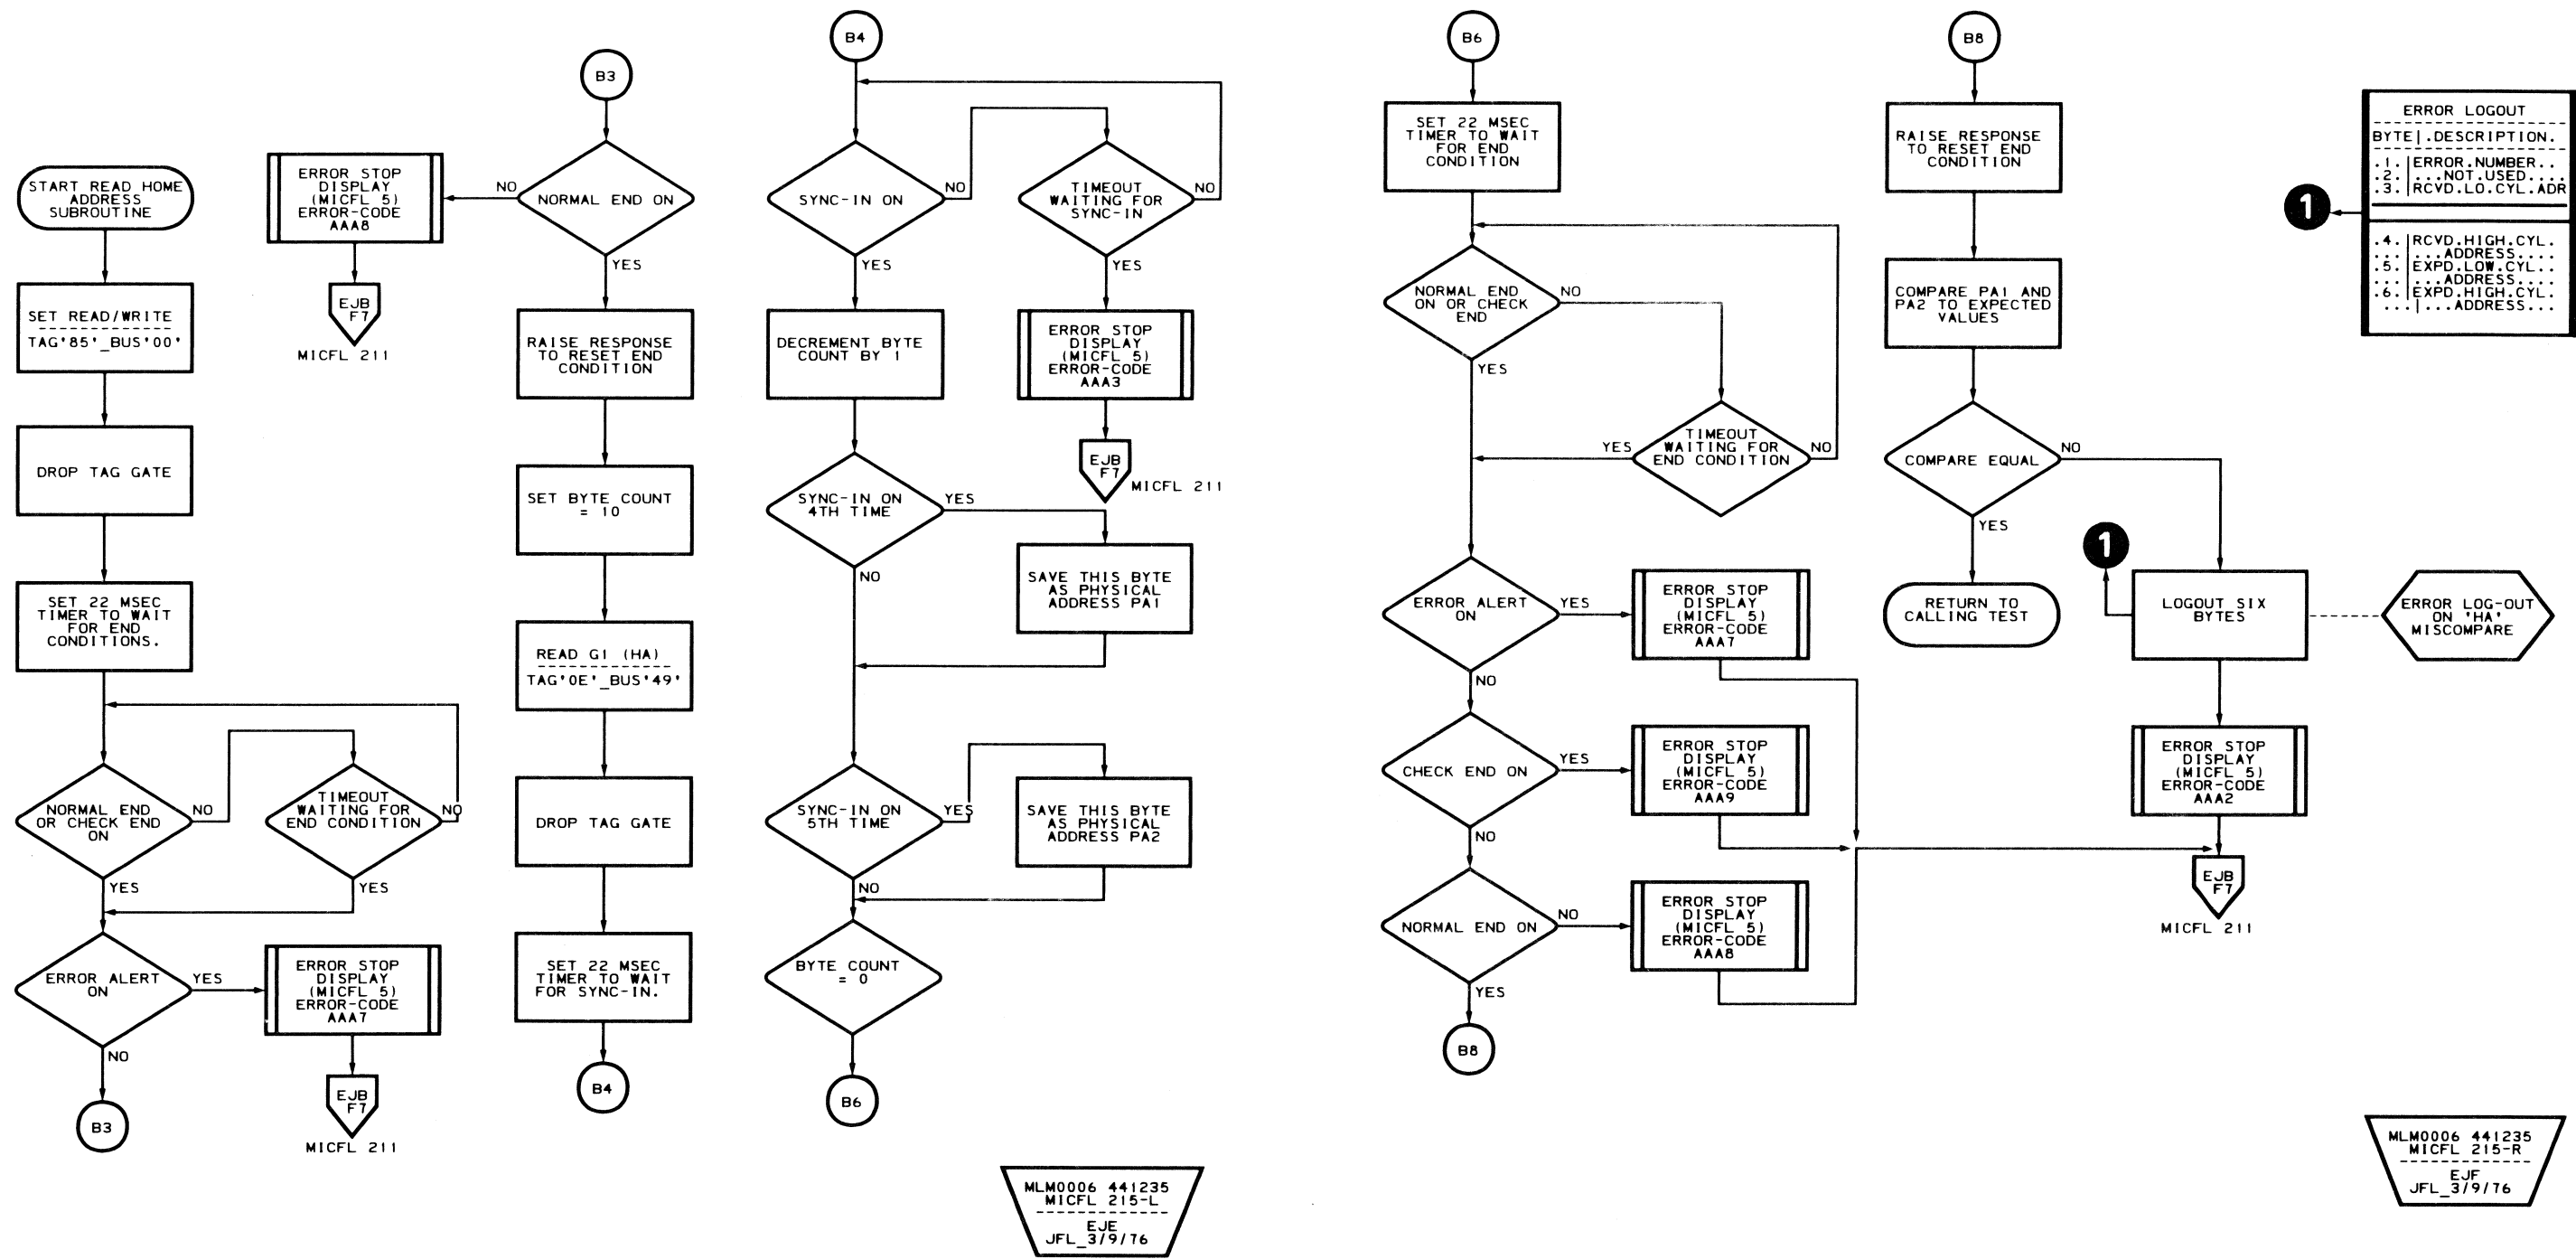 START READ HOME
ADDRESS
SUBROUTINE
SET READ/WRITE
TAG'85'_BUS'00'
DROP TAG GATE
SET 22 MSEC
TIMER TO WAIT
FOR END
CONDITIONS.
NORMAL END
OR CHECK END
ON
NO
YES
TIMEOUT
WAITING FOR
END CONDITION
NO
YES
ERROR ALERT
ON
YES
NO
ERROR STOP
DISPLAY
(MICFL 5)
ERROR-CODE
AAA7
EJB
F7
MICFL 211
B3
B3
NORMAL END ON
NO
YES
ERROR STOP
DISPLAY
(MICFL 5)
ERROR-CODE
AAA8
EJB
F7
MICFL 211
RAISE RESPONSE
TO RESET END
CONDITION
SET BYTE COUNT
= 10
READ G1 (HA)
TAG'0E'_BUS'49'
DROP TAG GATE
SET 22 MSEC
TIMER TO WAIT
FOR SYNC-IN.
B4
B4
SYNC-IN ON
NO
YES
TIMEOUT
WAITING FOR
SYNC-IN
NO
YES
ERROR STOP
DISPLAY
(MICFL 5)
ERROR-CODE
AAA3
EJB
F7
MICFL 211
DECREMENT BYTE
COUNT BY 1
SYNC-IN ON
4TH TIME
YES
NO
SAVE THIS BYTE
AS PHYSICAL
ADDRESS PA1
SYNC-IN ON
5TH TIME
YES
NO
SAVE THIS BYTE
AS PHYSICAL
ADDRESS PA2
BYTE COUNT
= 0
B6
MLM0006 441235
MICFL 215-L
EJE
JFL_3/9/76
B6
SET 22 MSEC
TIMER TO WAIT
FOR END
CONDITION
NORMAL END
ON OR CHECK
END
NO
YES
TIMEOUT
WAITING FOR
END CONDITION
YES
NO
ERROR ALERT
ON
YES
NO
ERROR STOP
DISPLAY
(MICFL 5)
ERROR-CODE
AAA7
CHECK END ON
YES
NO
ERROR STOP
DISPLAY
(MICFL 5)
ERROR-CODE
AAA9
NORMAL END ON
NO
YES
ERROR STOP
DISPLAY
(MICFL 5)
ERROR-CODE
AAA8
B8
B8
RAISE RESPONSE
TO RESET END
CONDITION
COMPARE PA1 AND
PA2 TO EXPECTED
VALUES
COMPARE EQUAL
NO
YES
RETURN TO
CALLING TEST
1
LOGOUT SIX
BYTES
ERROR LOG-OUT
ON 'HA'
MISCOMPARE
ERROR STOP
DISPLAY
(MICFL 5)
ERROR-CODE
AAA2
EJB
F7
MICFL 211
1
ERROR LOGOUT
BYTE|.DESCRIPTION.
.1.|ERROR.NUMBER..
.2.|...NOT.USED....
.3.|RCVD.LO.CYL.ADR
.4.|RCVD.HIGH.CYL.
...|...ADDRESS....
.5.|EXPD.LOW.CYL..
...|...ADDRESS....
.6.|EXPD.HIGH.CYL.
...|...ADDRESS...
MLM0006 441235
MICFL 215-R
EJF
JFL_3/9/76